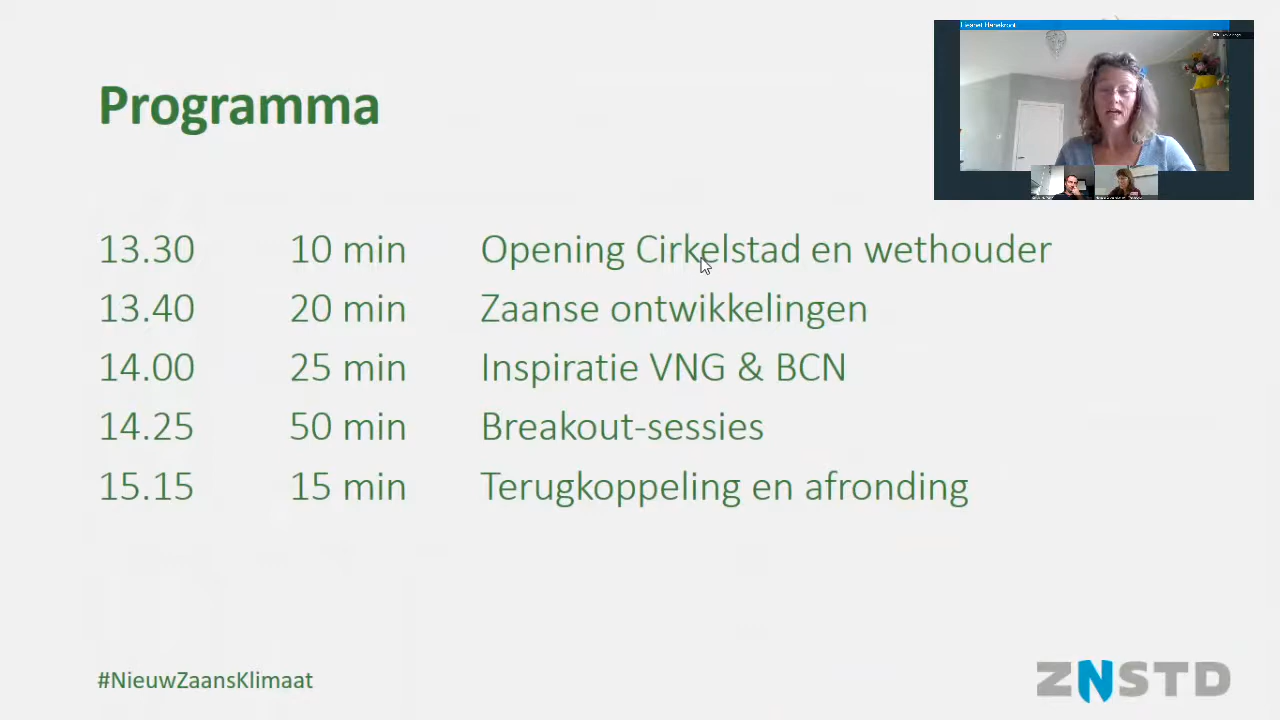 Programma
13.30 10 min Opening Cirkelstad en wethouder
13.40 20 min Zaanse ontwikkelingen
14.00 25 min Inspiratie VNG & BCN
14.25 50 min Breakout-sessies
15.15 15 min Terugkoppeling en afronding
#NieuwZaansKlimaat
ZNSTD